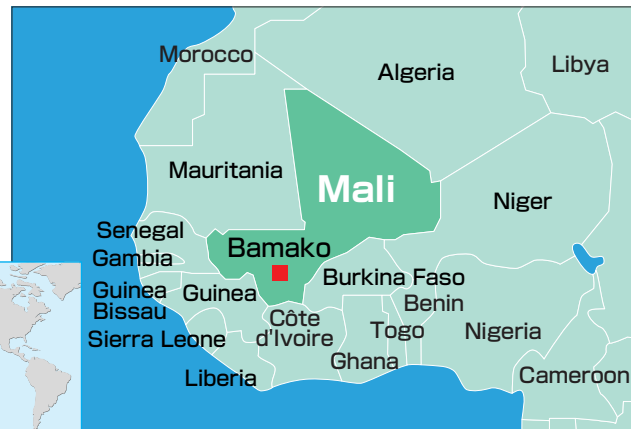 Morocco
Algeria
Libya
Mauritania
Mali
Niger
Senegal
Bamako
Gambia
Burkina Faso
Guinea
Bissau
Guinea
Benin
Côte
d'Ivoire
Togo
Nigeria
Sierra Leone
Ghana
Liberia
Cameroon